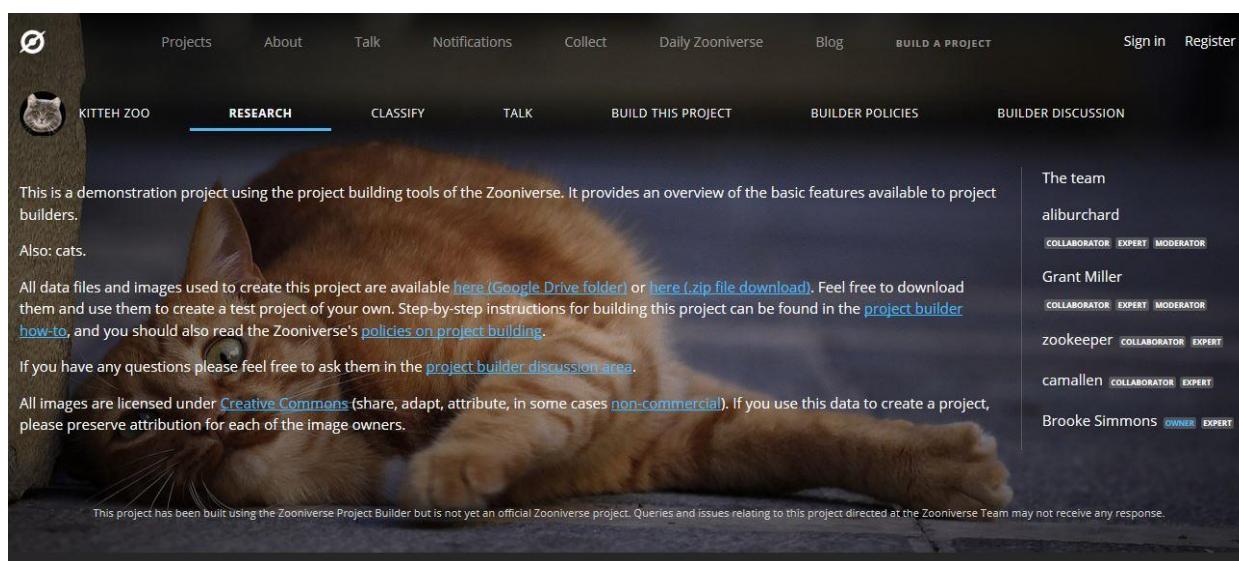 Projects About Talk Notifications Collect Daily Zooniverse Blog BUILD A PROJECT Sign in Register
KITTEH ZOO RESEARCH CLASSIFY TALK BUILD THIS PROJECT BUILDER POLICIES BUILDER DISCUSSION
This is a demonstration project using the project building tools of the Zooniverse. It provides an overview of the basic features available to project
builders.
Also: cats.
All data files and images used to create this project are available here (Google Drive folder) or here (.zip file download). Feel free to download
them and use them to create a test project of your own. Step-by-step instructions for building this project can be found in the project builder
how-to, and you should also read the Zooniverse's policies on project building.
If you have any questions please feel free to ask them in the project builder discussion area.
All images are licensed under Creative Commons (share, adapt, attribute, in some cases non-commercial). If you use this data to create a project,
please preserve attribution for each of the image owners.
The team
aliburchard
COLLABORATOR EXPERT MODERATOR
Grant Miller
COLLABORATOR EXPERT MODERATOR
zookeeper COLLABORATOR EXPERT
camallen COLLABORATOR EXPERT
Brooke Simmons OWNER EXPERT
This project has been built using the Zooniverse Project Builder but is not yet an official Zooniverse project. Queries and issues relating to this project directed at the Zooniverse Team may not receive any response.